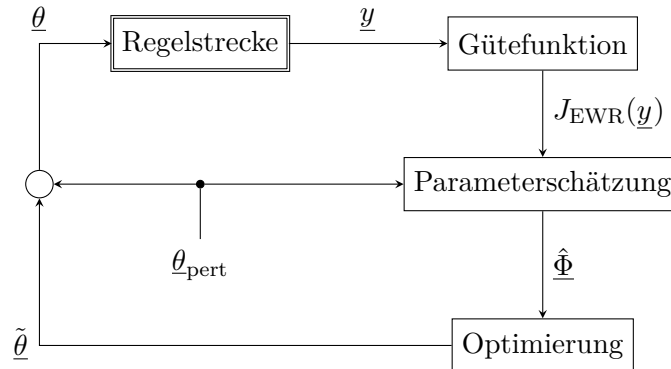 θ
Regelstrecke
y
Gütefunktion
J_EWR(y)
Parameterschätzung
θ_pert
Φ̂
θ̃
Optimierung